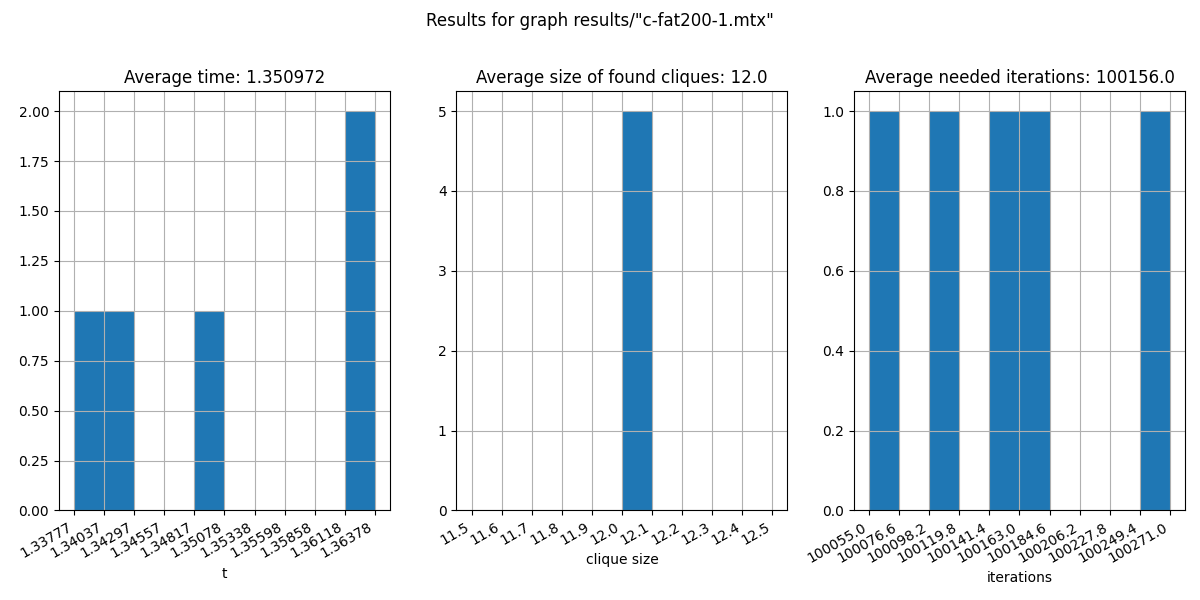 Results for graph results/"c-fat200-1.mtx"
Average time: 1.350972
2.00
1.75
1.50
1.25
1.00
0.75
0.50
0.25
0.00
1.33777 1.34037 1.34297 1.34557 1.34817 1.35078 1.35338 1.35598 1.35858 1.36118 1.36378
t
Average size of found cliques: 12.0
5
4
3
2
1
0
11.5 11.6 11.7 11.8 11.9 12.0 12.1 12.2 12.3 12.4 12.5
clique size
Average needed iterations: 100156.0
1.0
0.8
0.6
0.4
0.2
0.0
100055.0 100076.6 100098.2 100119.8 100141.4 100163.0 100184.6 100206.2 100227.8 100249.4 100271.0
iterations